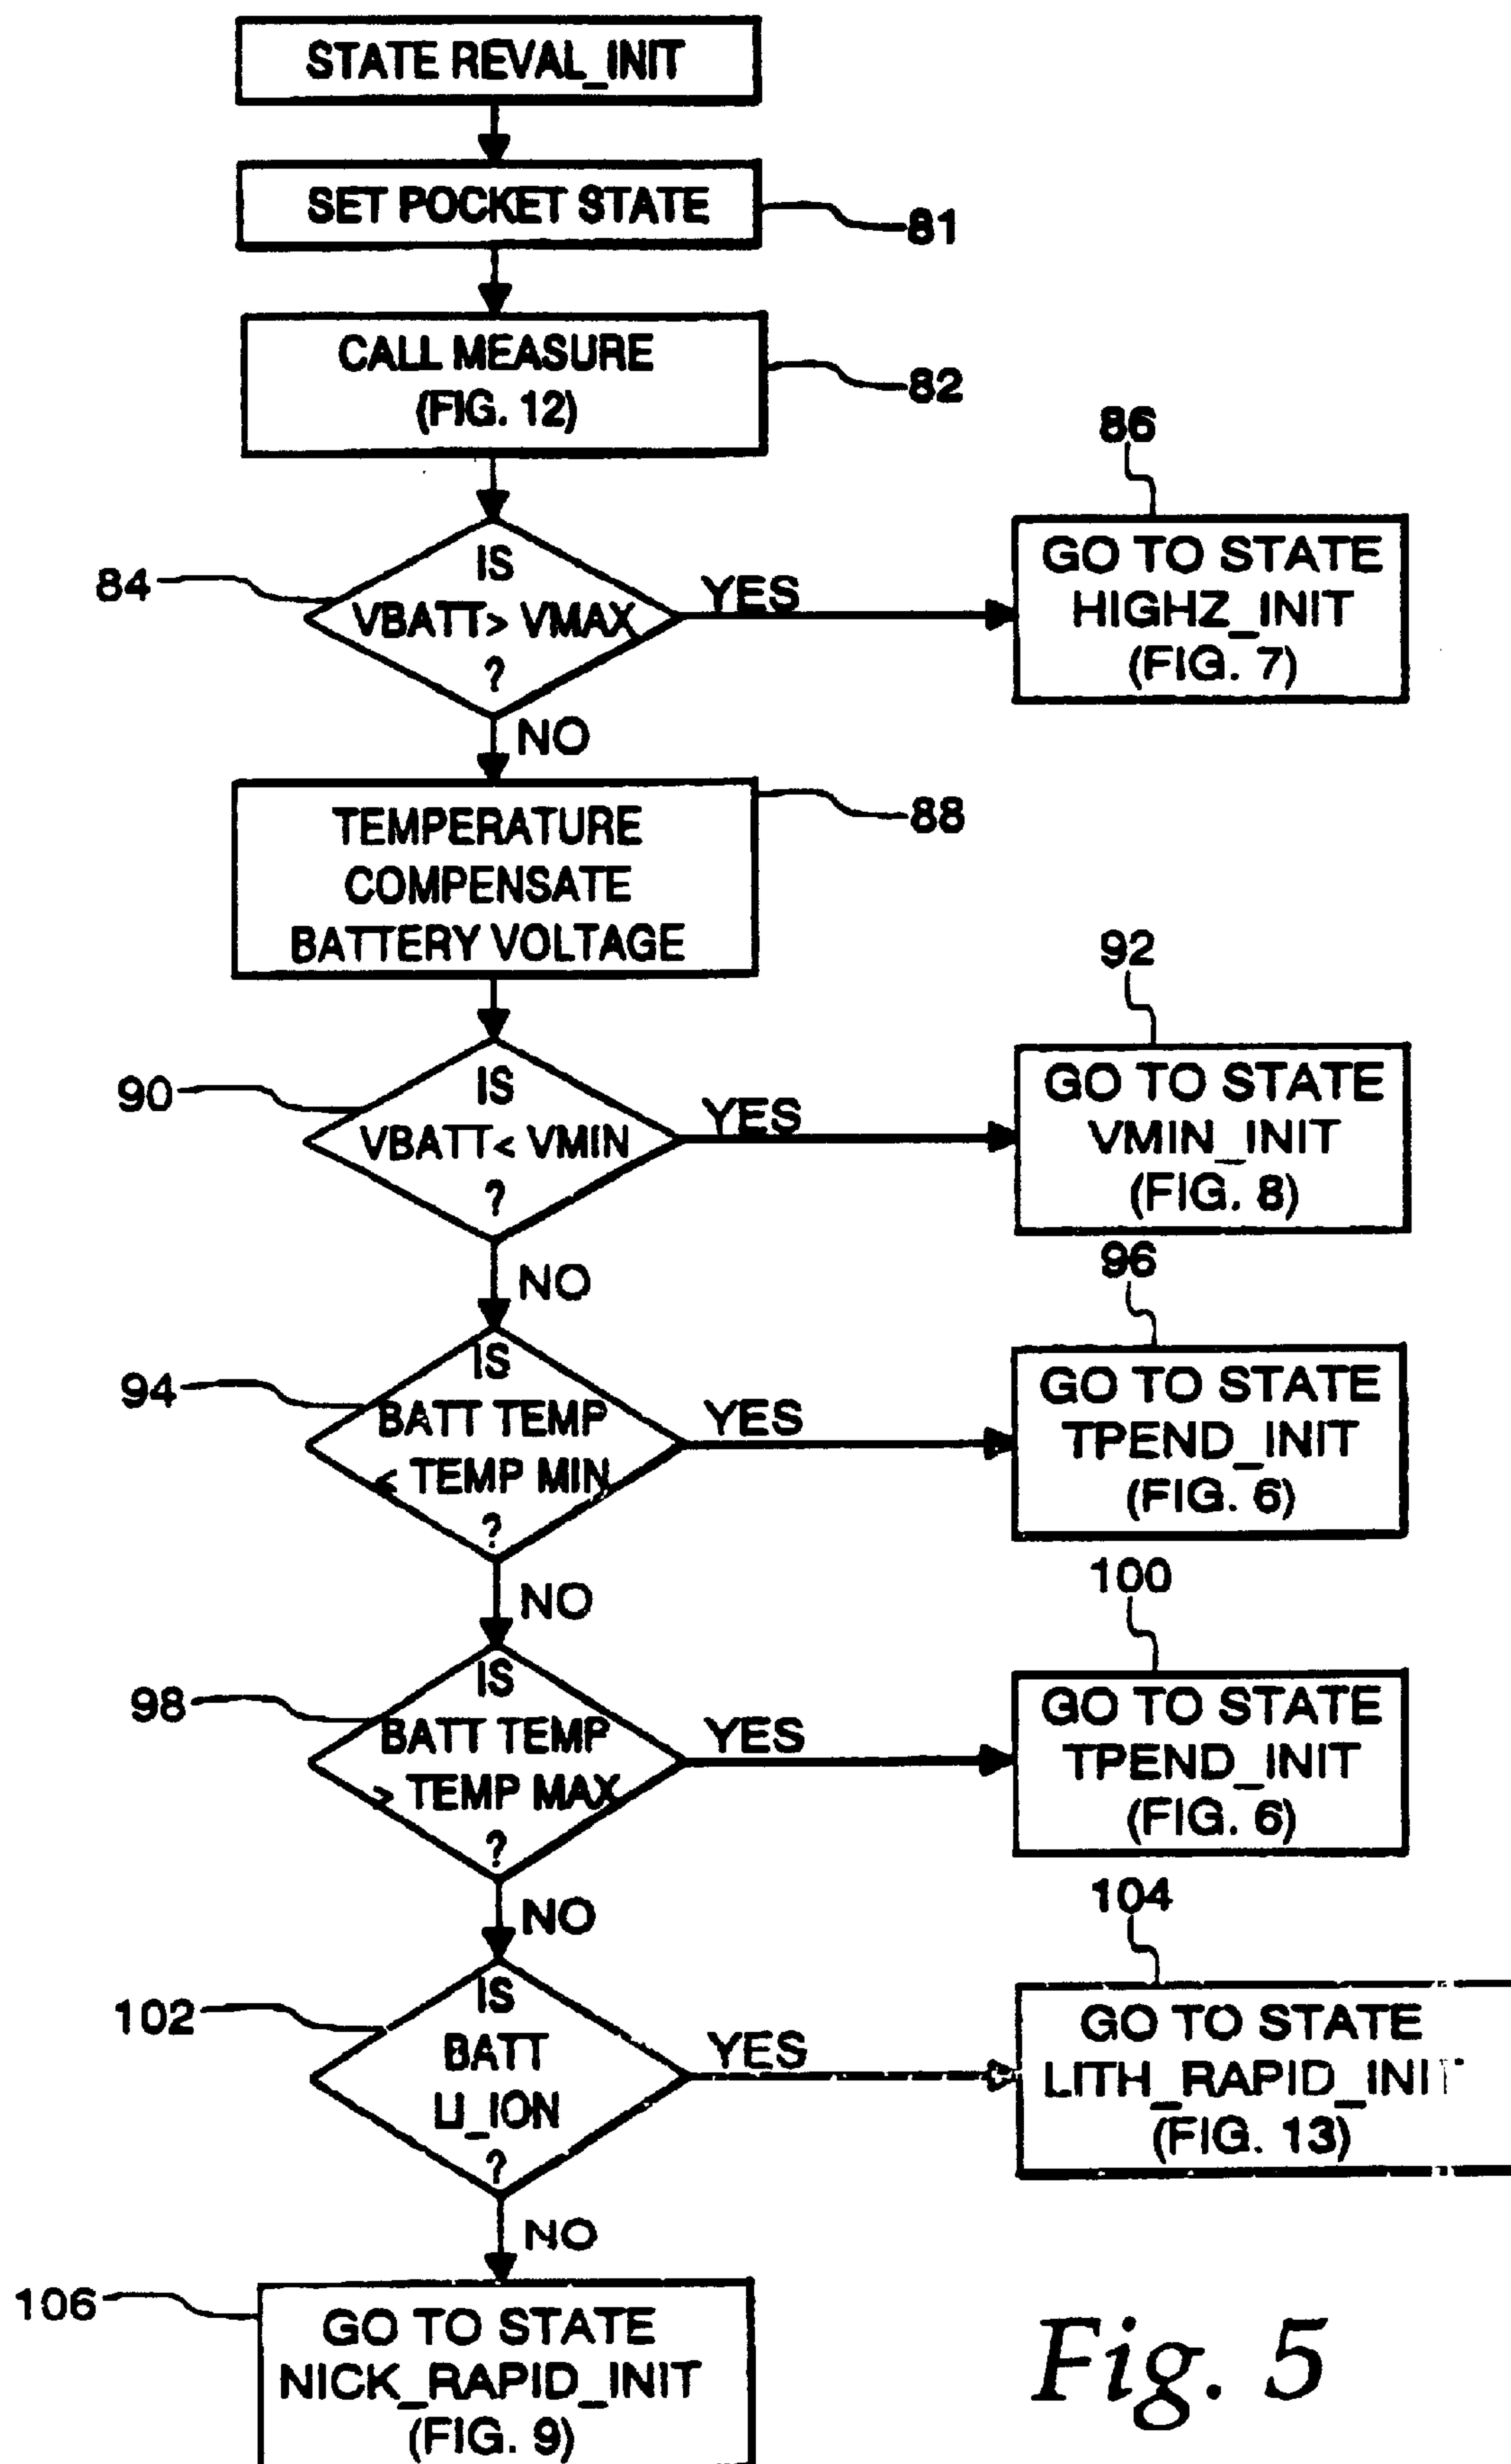 STATE REVAL_INIT
SET POCKET STATE
81
CALL MEASURE
(FIG. 12)
82
86
IS
VBATT> VMAX
?
84
YES
GO TO STATE
HIGHZ_INIT
(FIG. 7)
NO
TEMPERATURE
COMPENSATE
BATTERY VOLTAGE
88
92
90
IS
VBATT< VMIN
?
YES
GO TO STATE
VMIN_INIT
(FIG. 8)
NO
96
94
IS
BATT TEMP
< TEMP MIN
?
YES
GO TO STATE
TPEND_INIT
(FIG. 6)
NO
100
98
IS
BATT TEMP
> TEMP MAX
?
YES
GO TO STATE
TPEND_INIT
(FIG. 6)
NO
104
102
IS
BATT
LI_ION
?
YES
GO TO STATE
LITH_RAPID_INIT
(FIG. 13)
NO
106
GO TO STATE
NICK_RAPID_INIT
(FIG. 9)
Fig. 5